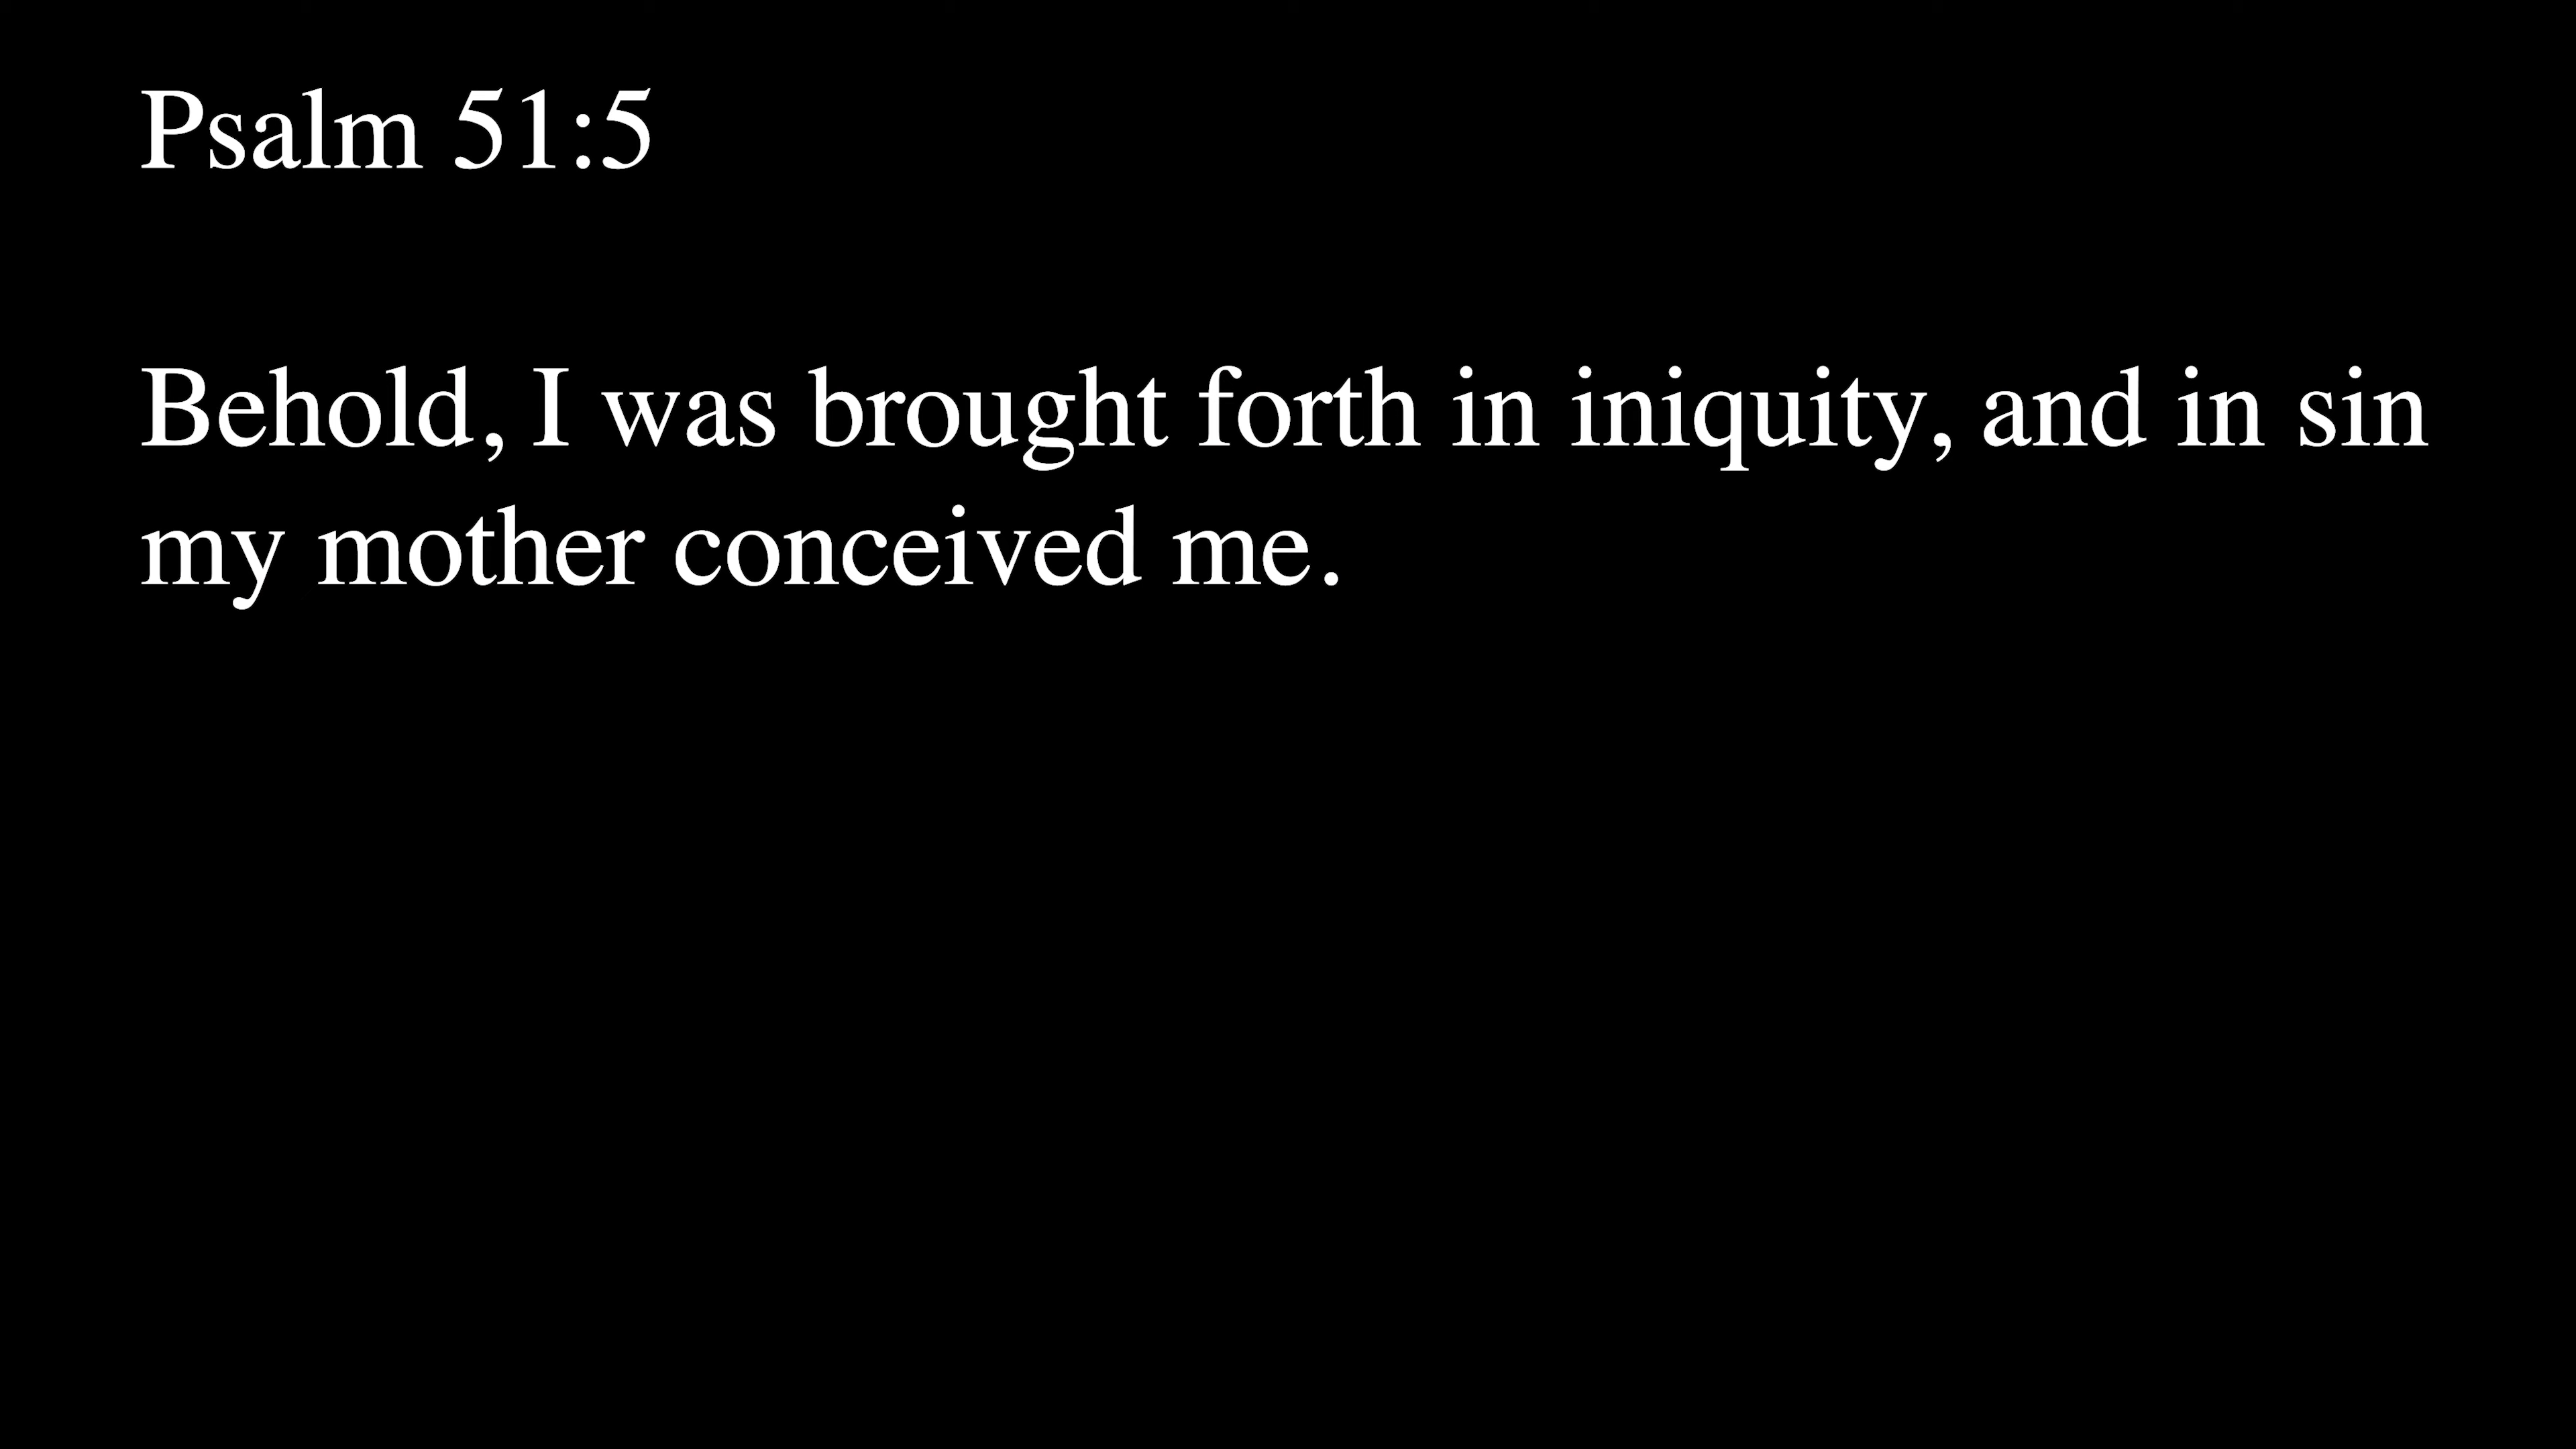 Psalm 51:5
Behold, I was brought forth in iniquity, and in sin
my mother conceived me.